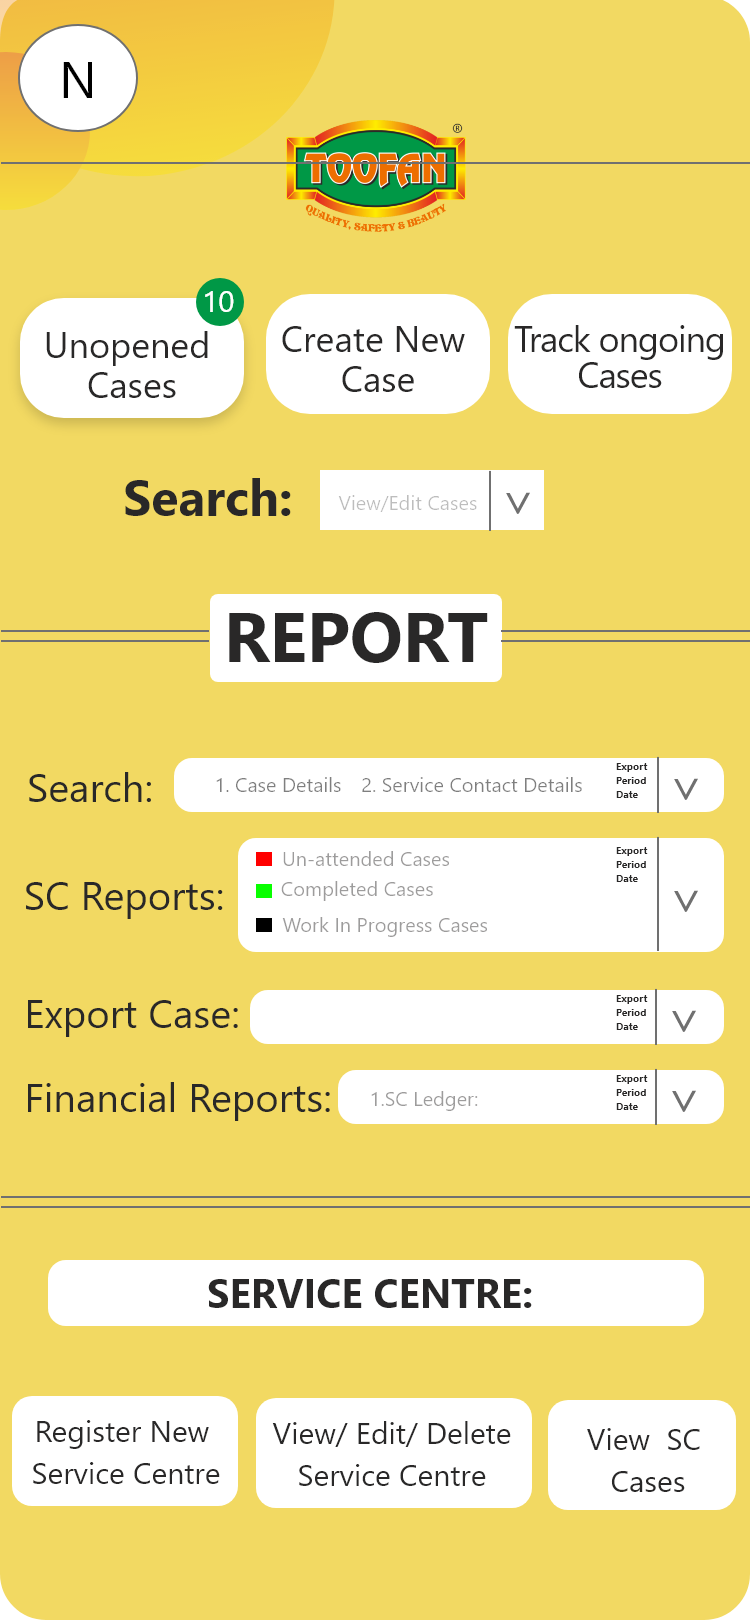 N
®
TOOFAN
QUALITY, SAFETY & BEAUTY
10
Unopened
Cases
Create New
Case
Track ongoing
Cases
Search:
View/Edit Cases
V
REPORT
Search:
1. Case Details 2. Service Contact Details
Export
Period
Date
V
SC Reports:
Un-attended Cases
Completed Cases
Work In Progress Cases
Export
Period
Date
V
Export Case:
Export
Period
Date
V
Financial Reports:
1.SC Ledger:
Export
Period
Date
V
SERVICE CENTRE:
Register New
Service Centre
View/ Edit/ Delete
Service Centre
View SC
Cases